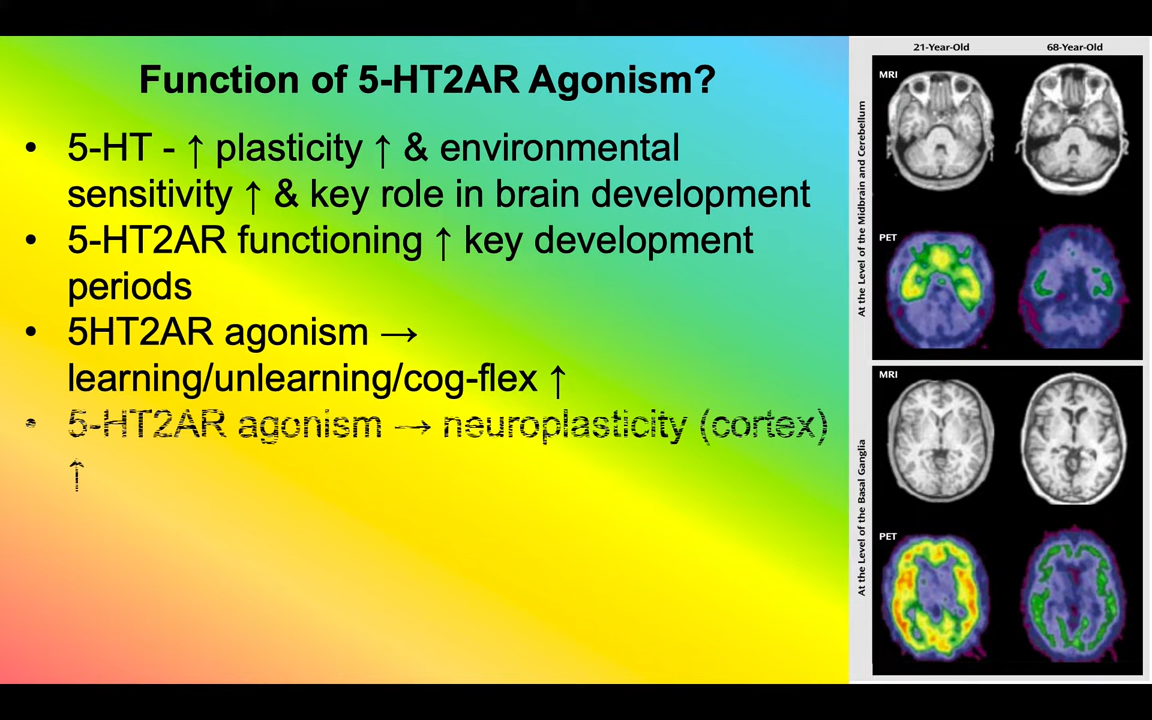 Function of 5-HT2AR Agonism?
• 5-HT - ↑ plasticity ↑ & environmental
sensitivity ↑ & key role in brain development
• 5-HT2AR functioning ↑ key development
periods
• 5HT2AR agonism →
learning/unlearning/cog-flex ↑
• 5-HT2AR agonism → neuroplasticity (cortex)
↑
21-Year-Old 68-Year-Old
At the Level of the Midbrain and Cerebellum
MRI
PET
At the Level of the Basal Ganglia
MRI
PET